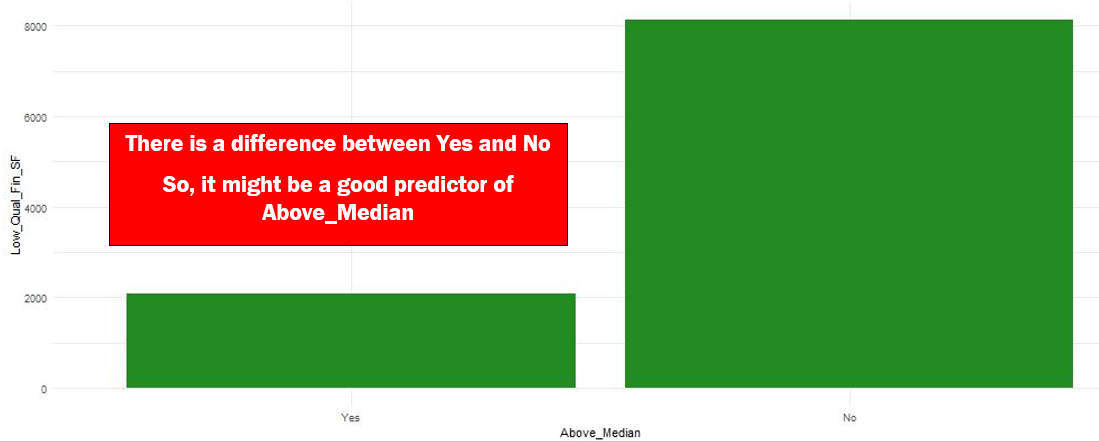 8000
6000
4000
2000
0
Low_Qual_Fin_SF
There is a difference between Yes and No
So, it might be a good predictor of
Above_Median
Yes
No
Above_Median